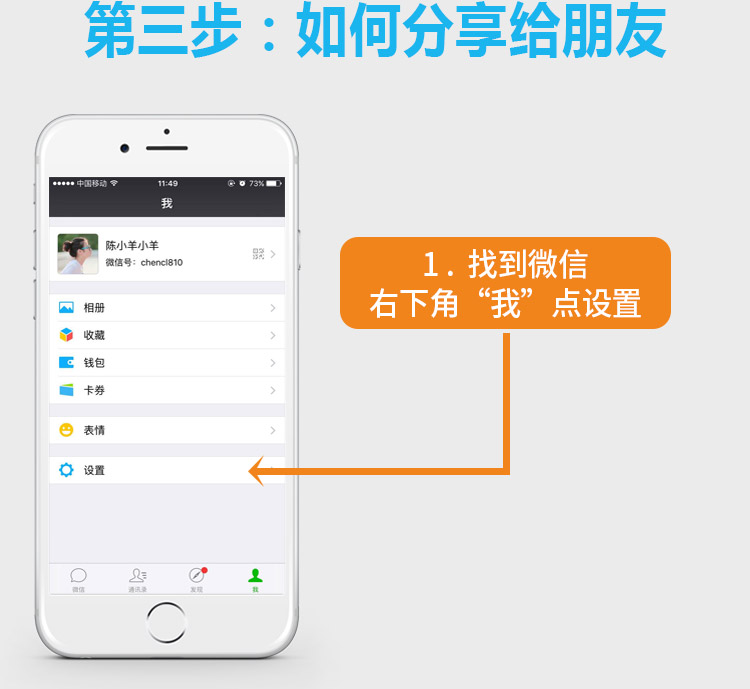 第三步：如何分享给朋友
中国移动
11:49
73%
我
陈小羊小羊
微信号：chencl810
相册
收藏
钱包
卡券
表情
设置
微信
通讯录
发现
我
1. 找到微信
右下角“我”点设置